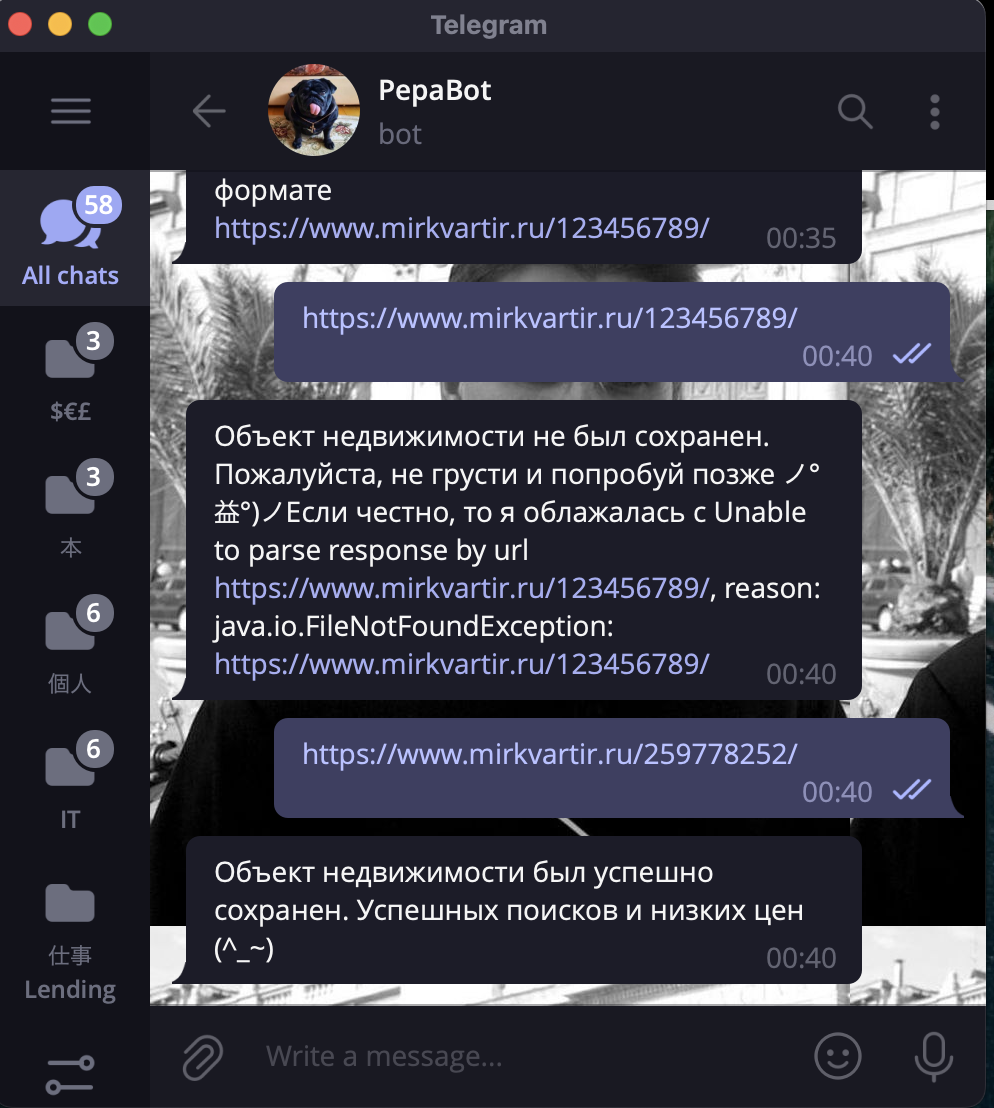 Telegram
PepaBot
bot
58
All chats
3
$€£
3
本
6
個人
6
IT
仕事
Lending
формате
https://www.mirkvartir.ru/123456789/
00:35
https://www.mirkvartir.ru/123456789/
00:40
Объект недвижимости не был сохранен.
Пожалуйста, не грусти и попробуй позже ノ°
益°)ノЕсли честно, то я облажалась с Unable
to parse response by url
https://www.mirkvartir.ru/123456789/, reason:
java.io.FileNotFoundException:
https://www.mirkvartir.ru/123456789/
00:40
https://www.mirkvartir.ru/259778252/
00:40
Объект недвижимости был успешно
сохранен. Успешных поисков и низких цен
(^_~)
00:40
Write a message...